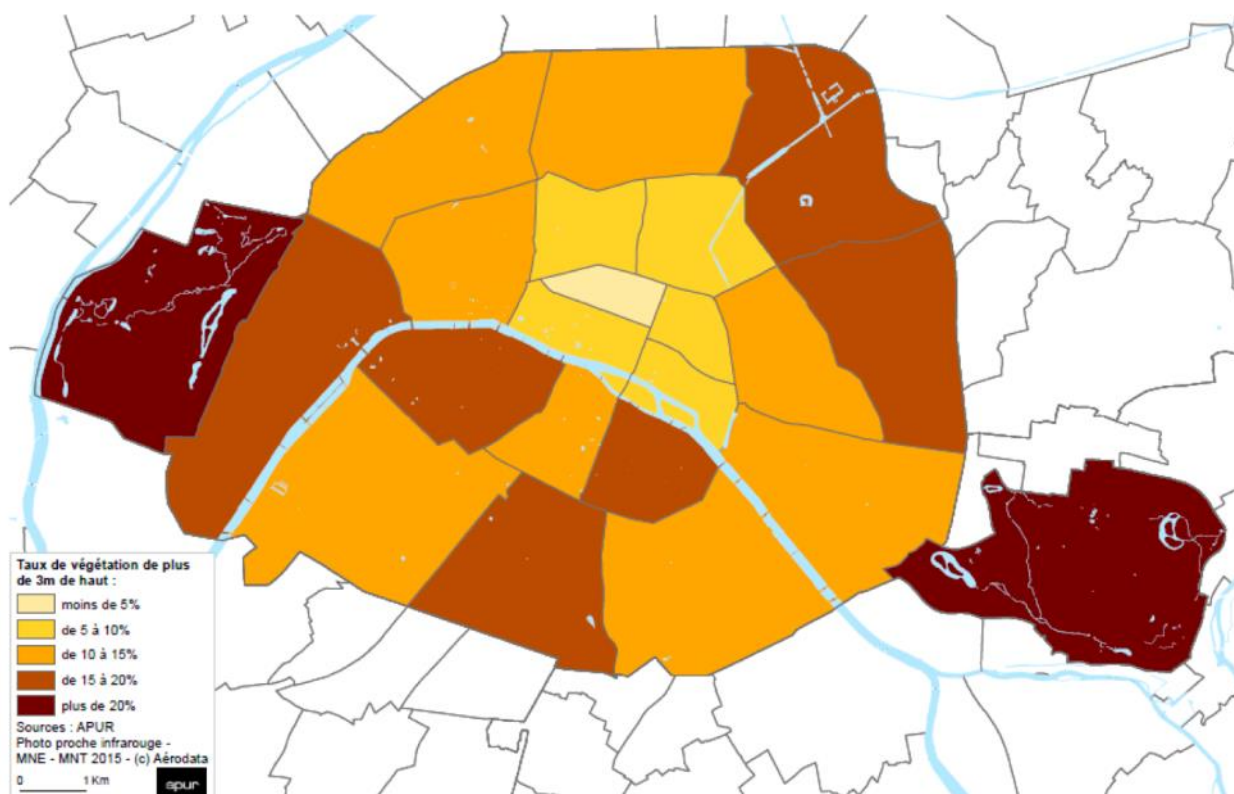 Taux de végétation de plus
de 3m de haut :
moins de 5%
de 5 à 10%
de 10 à 15%
de 15 à 20%
plus de 20%
Sources : APUR
Photo proche infrarouge -
MNE - MNT 2015 - (c) Aérodata
0 1 Km
apur